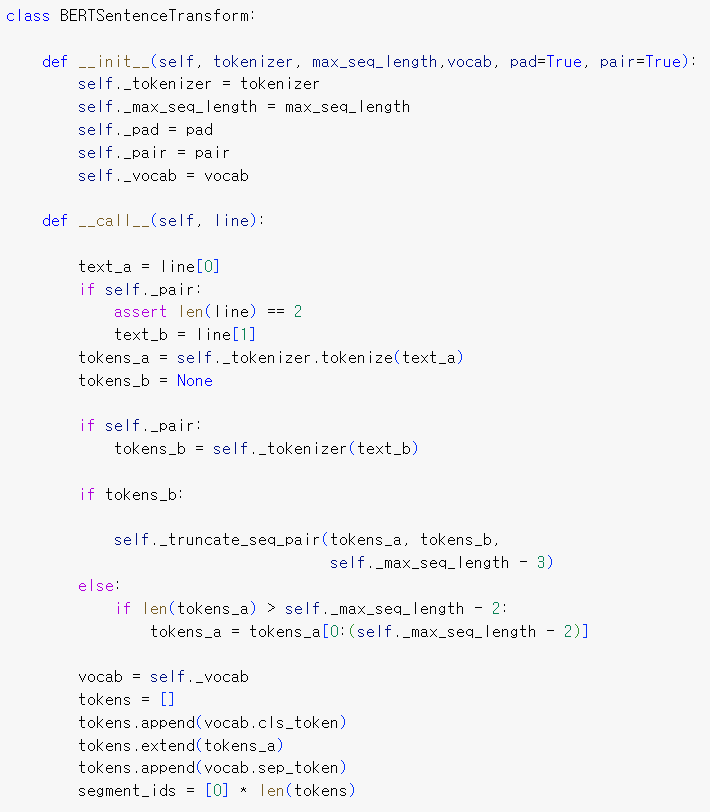 class BERTSentenceTransform:
    def __init__(self, tokenizer, max_seq_length,vocab, pad=True, pair=True):
        self._tokenizer = tokenizer
        self._max_seq_length = max_seq_length
        self._pad = pad
        self._pair = pair
        self._vocab = vocab
    def __call__(self, line):
        text_a = line[0]
        if self._pair:
            assert len(line) == 2
            text_b = line[1]
        tokens_a = self._tokenizer.tokenize(text_a)
        tokens_b = None
        if self._pair:
            tokens_b = self._tokenizer(text_b)
        if tokens_b:
            self._truncate_seq_pair(tokens_a, tokens_b,
                                    self._max_seq_length - 3)
        else:
            if len(tokens_a) > self._max_seq_length - 2:
                tokens_a = tokens_a[0:(self._max_seq_length - 2)]
        vocab = self._vocab
        tokens = []
        tokens.append(vocab.cls_token)
        tokens.extend(tokens_a)
        tokens.append(vocab.sep_token)
        segment_ids = [0] * len(tokens)